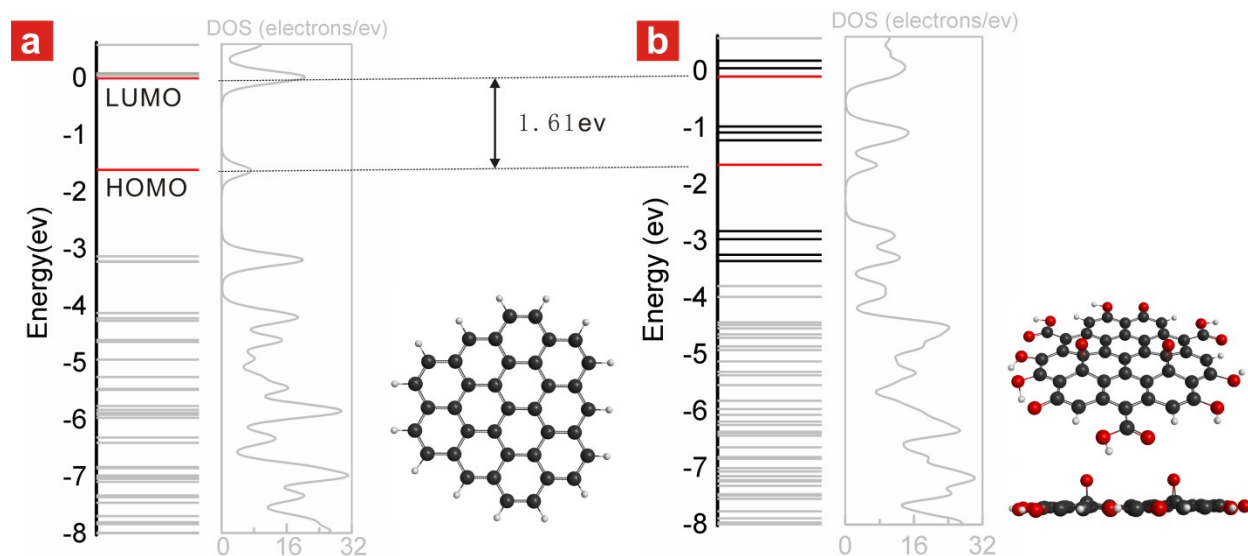 a
DOS (electrons/ev)
Energy(ev)
0
-1
-2
-3
-4
-5
-6
-7
-8
LUMO
HOMO
0
16
32
1.61ev
b
DOS (electrons/ev)
Energy (ev)
0
-1
-2
-3
-4
-5
-6
-7
-8
0
16
32